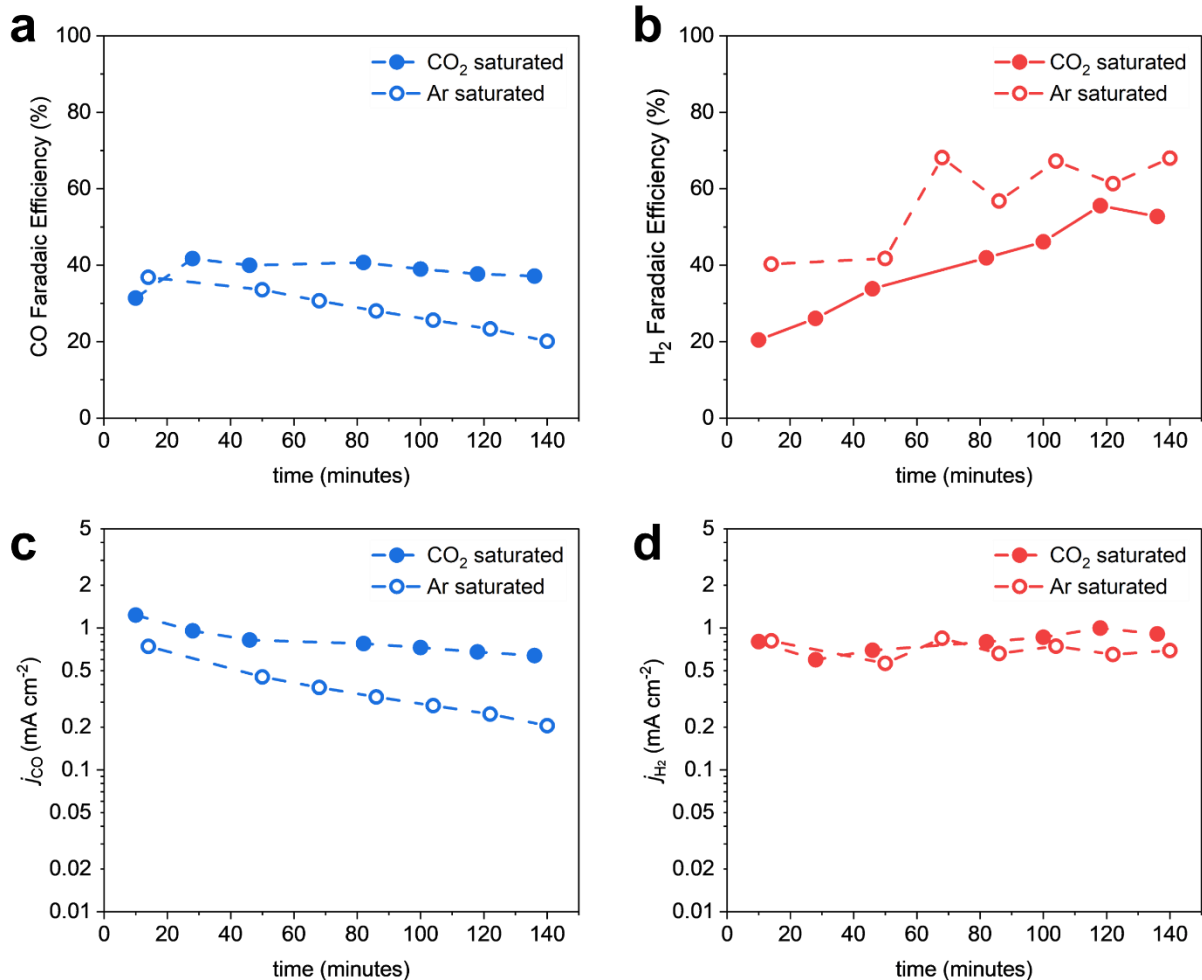 a
100
80
60
40
20
0
CO Faradaic Efficiency (%)
CO₂ saturated
Ar saturated
0 20 40 60 80 100 120 140
time (minutes)
b
100
80
60
40
20
0
H₂ Faradaic Efficiency (%)
CO₂ saturated
Ar saturated
0 20 40 60 80 100 120 140
time (minutes)
c
5
2
1
0.5
0.2
0.1
0.05
0.02
0.01
jCO (mA cm⁻²)
CO₂ saturated
Ar saturated
0 20 40 60 80 100 120 140
time (minutes)
d
5
2
1
0.5
0.2
0.1
0.05
0.02
0.01
jH₂ (mA cm⁻²)
CO₂ saturated
Ar saturated
0 20 40 60 80 100 120 140
time (minutes)